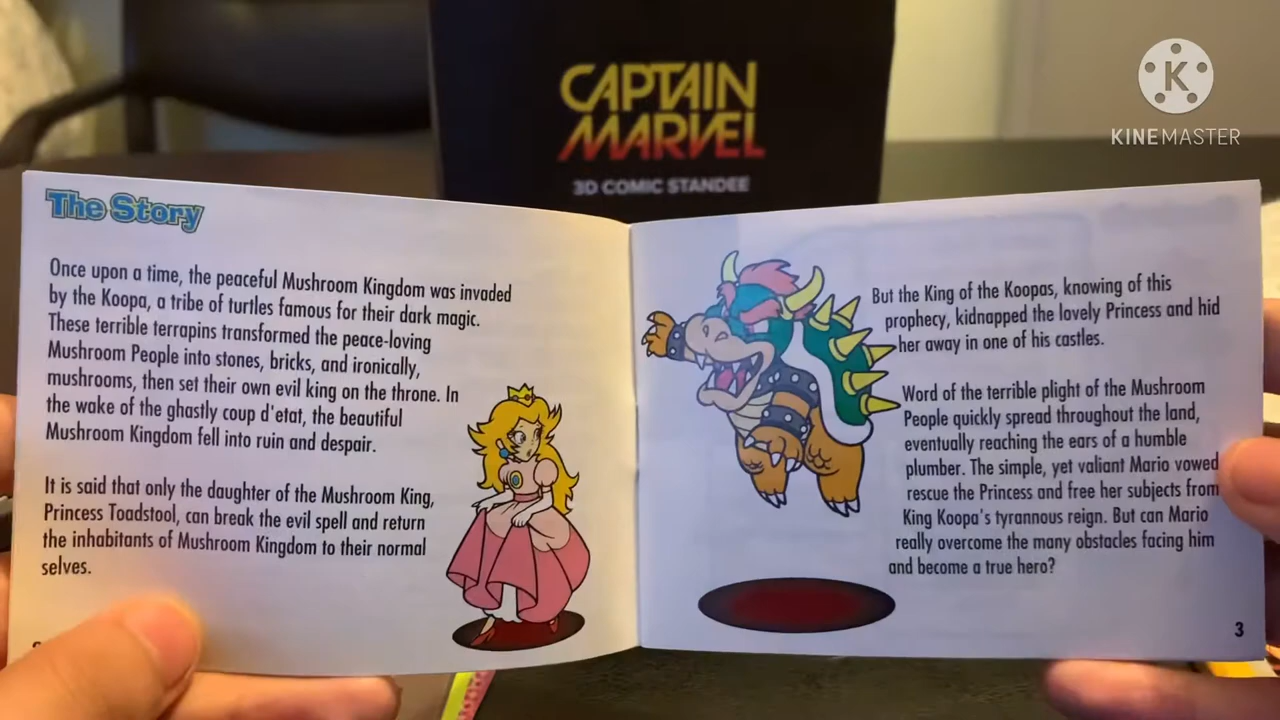 CAPTAIN
MARVEL
3D COMIC STANDEE
K
KINEMASTER
The Story
Once upon a time, the peaceful Mushroom Kingdom was invaded
by the Koopa, a tribe of turtles famous for their dark magic.
These terrible terrapins transformed the peace-loving
Mushroom People into stones, bricks, and ironically,
mushrooms, then set their own evil king on the throne. In
the wake of the ghastly coup d'etat, the beautiful
Mushroom Kingdom fell into ruin and despair.
It is said that only the daughter of the Mushroom King,
Princess Toadstool, can break the evil spell and return
the inhabitants of Mushroom Kingdom to their normal
selves.
But the King of the Koopas, knowing of this
prophecy, kidnapped the lovely Princess and hid
her away in one of his castles.
Word of the terrible plight of the Mushroom
People quickly spread throughout the land,
eventually reaching the ears of a humble
plumber. The simple, yet valiant Mario vowed
rescue the Princess and free her subjects from
King Koopa's tyrannous reign. But can Mario
really overcome the many obstacles facing him
and become a true hero?
3